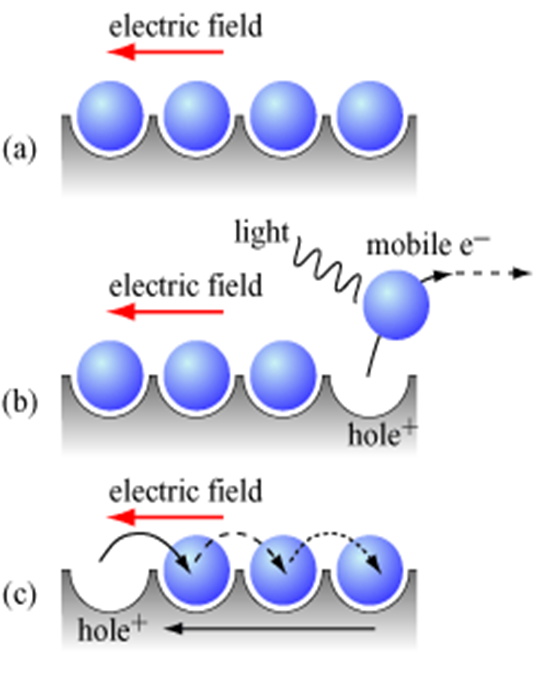 electric field
(a)
light
mobile e⁻
electric field
(b)
hole⁺
electric field
(c)
hole⁺